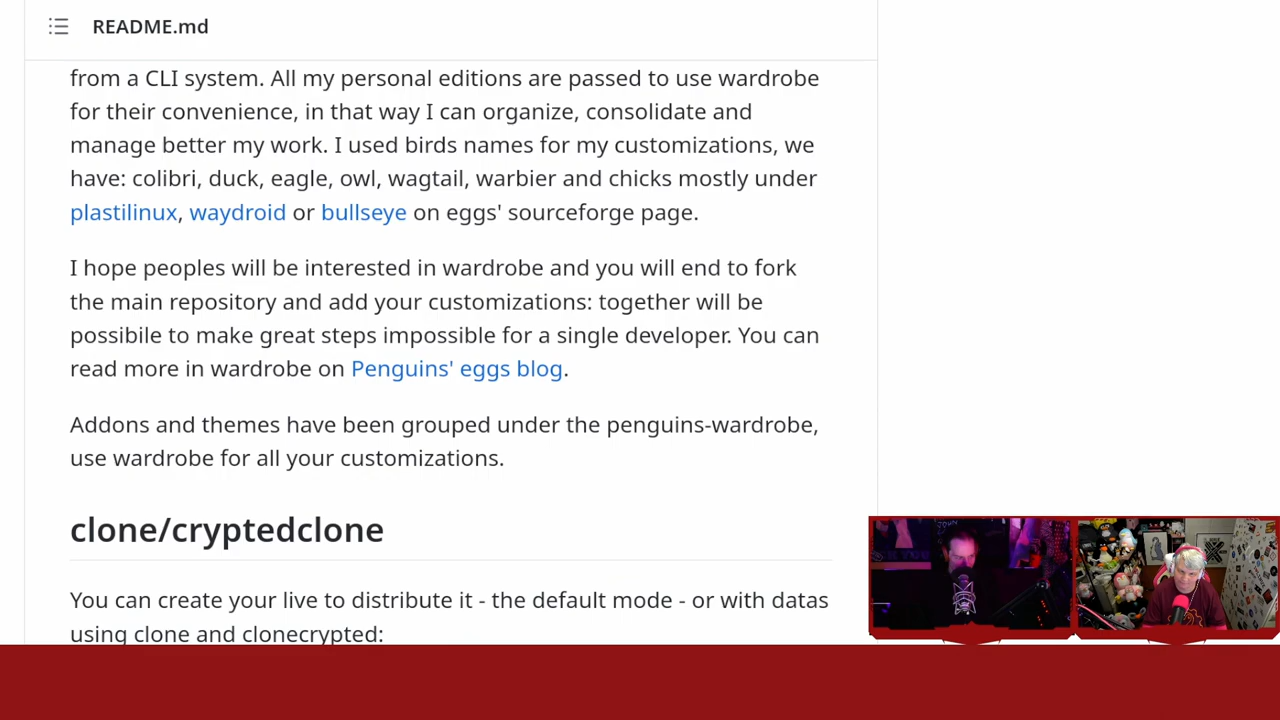 README.md
from a CLI system. All my personal editions are passed to use wardrobe
for their convenience, in that way I can organize, consolidate and
manage better my work. I used birds names for my customizations, we
have: colibri, duck, eagle, owl, wagtail, warbier and chicks mostly under
plastilinux, waydroid or bullseye on eggs' sourceforge page.
I hope peoples will be interested in wardrobe and you will end to fork
the main repository and add your customizations: together will be
possibile to make great steps impossible for a single developer. You can
read more in wardrobe on Penguins' eggs blog.
Addons and themes have been grouped under the penguins-wardrobe,
use wardrobe for all your customizations.
clone/cryptedclone
You can create your live to distribute it - the default mode - or with datas
using clone and clonecrypted: